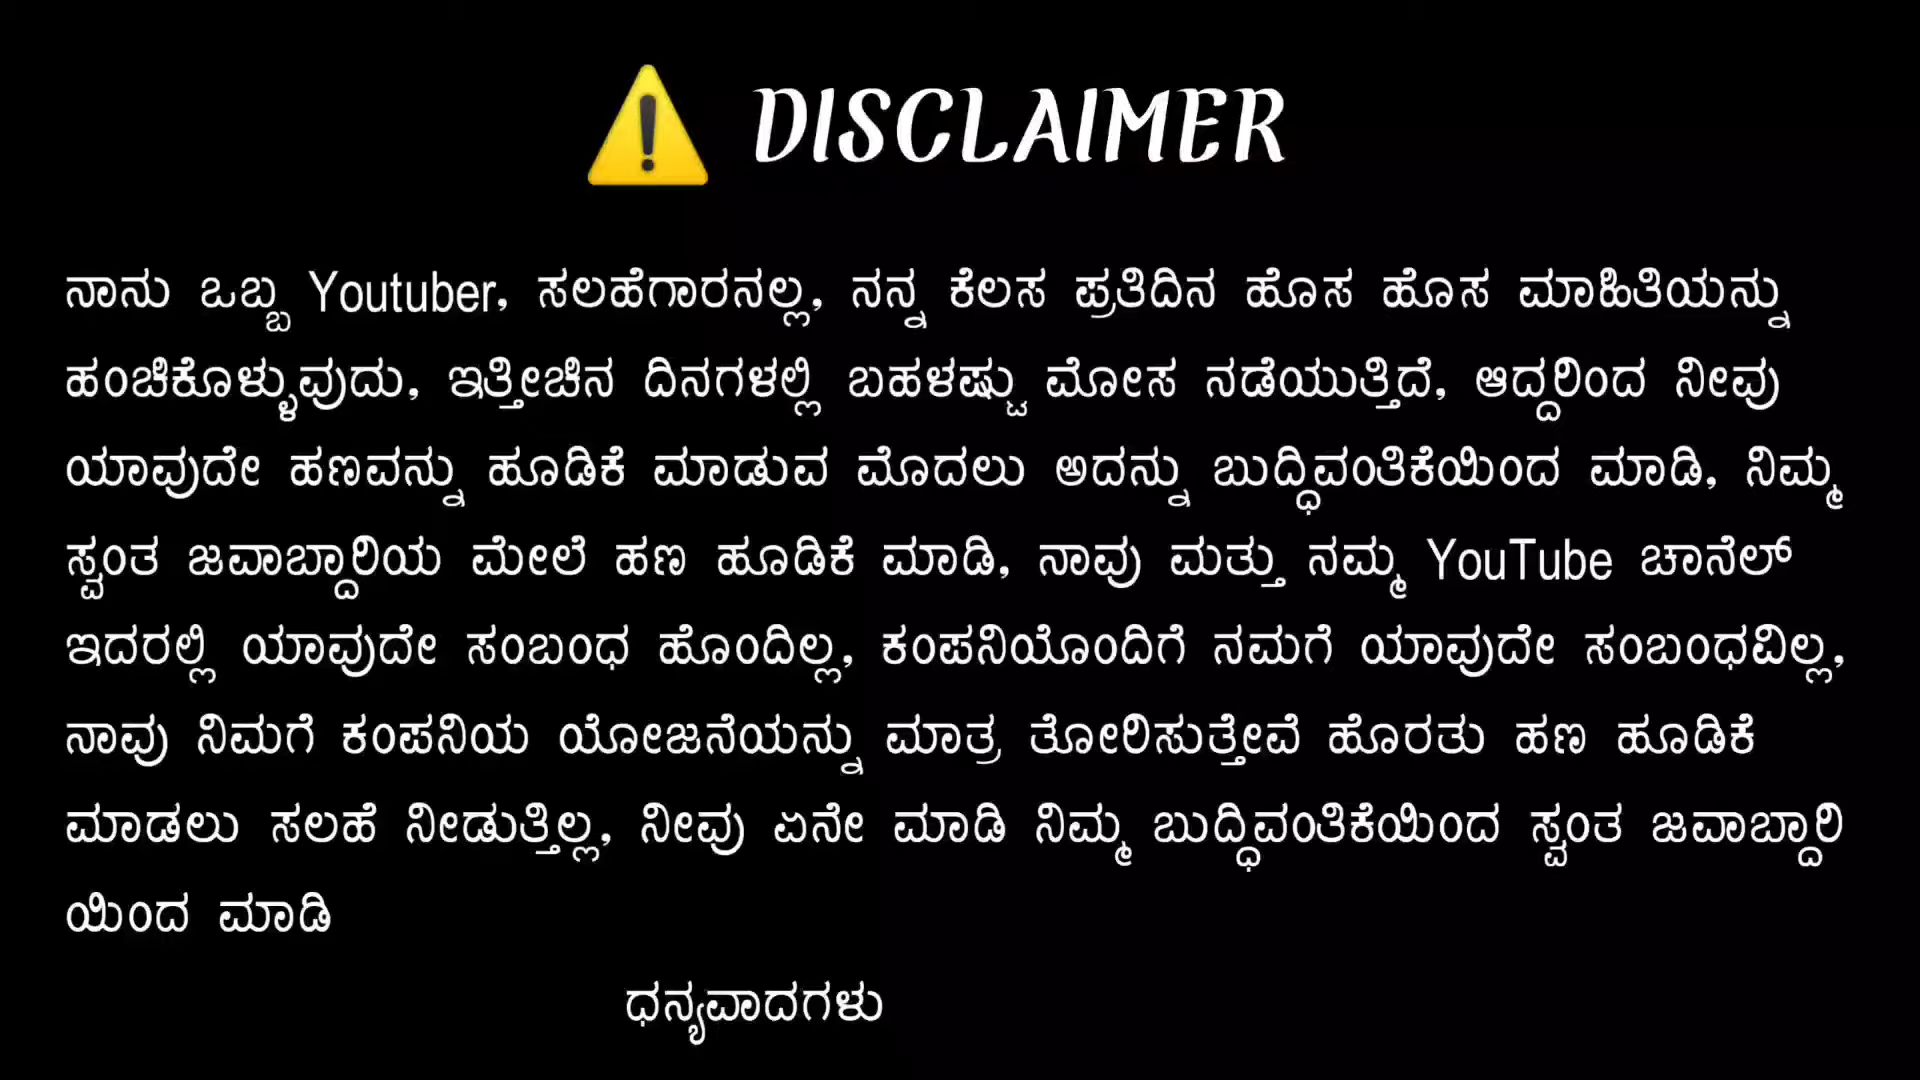 ⚠️ DISCLAIMER
ನಾನು ಒಬ್ಬ Youtuber, ಸಲಹೆಗಾರನಲ್ಲ, ನನ್ನ ಕೆಲಸ ಪ್ರತಿದಿನ ಹೊಸ ಹೊಸ ಮಾಹಿತಿಯನ್ನು
ಹಂಚಿಕೊಳ್ಳುವುದು, ಇತ್ತೀಚಿನ ದಿನಗಳಲ್ಲಿ ಬಹಳಷ್ಟು ಮೋಸ ನಡೆಯುತ್ತಿದೆ, ಆದ್ದರಿಂದ ನೀವು
ಯಾವುದೇ ಹಣವನ್ನು ಹೂಡಿಕೆ ಮಾಡುವ ಮೊದಲು ಅದನ್ನು ಬುದ್ಧಿವಂತಿಕೆಯಿಂದ ಮಾಡಿ, ನಿಮ್ಮ
ಸ್ವಂತ ಜವಾಬ್ದಾರಿಯ ಮೇಲೆ ಹಣ ಹೂಡಿಕೆ ಮಾಡಿ, ನಾವು ಮತ್ತು ನಮ್ಮ YouTube ಚಾನೆಲ್
ಇದರಲ್ಲಿ ಯಾವುದೇ ಸಂಬಂಧ ಹೊಂದಿಲ್ಲ, ಕಂಪನಿಯೊಂದಿಗೆ ನಮಗೆ ಯಾವುದೇ ಸಂಬಂಧವಿಲ್ಲ,
ನಾವು ನಿಮಗೆ ಕಂಪನಿಯ ಯೋಜನೆಯನ್ನು ಮಾತ್ರ ತೋರಿಸುತ್ತೇವೆ ಹೊರತು ಹಣ ಹೂಡಿಕೆ
ಮಾಡಲು ಸಲಹೆ ನೀಡುತ್ತಿಲ್ಲ, ನೀವು ಏನೇ ಮಾಡಿ ನಿಮ್ಮ ಬುದ್ಧಿವಂತಿಕೆಯಿಂದ ಸ್ವಂತ ಜವಾಬ್ದಾರಿ
ಯಿಂದ ಮಾಡಿ
ಧನ್ಯವಾದಗಳು